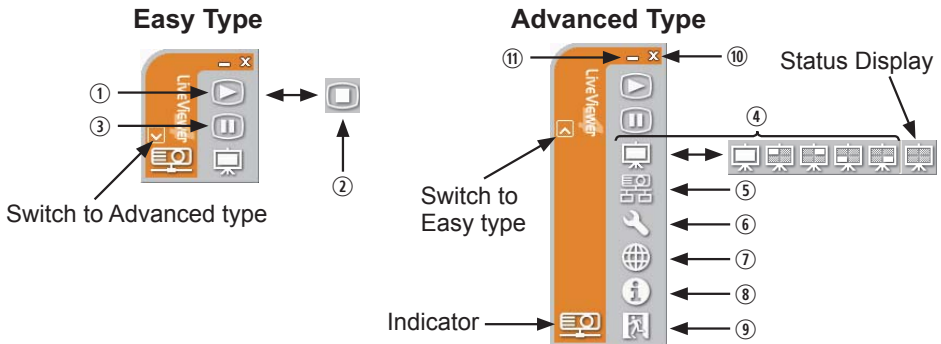 Easy Type
Advanced Type
LiveViewer
①
③
②
Switch to Advanced type
⑪
⑩
Status Display
LiveViewer
④
Switch to
Easy type
⑤
⑥
⑦
⑧
⑨
Indicator